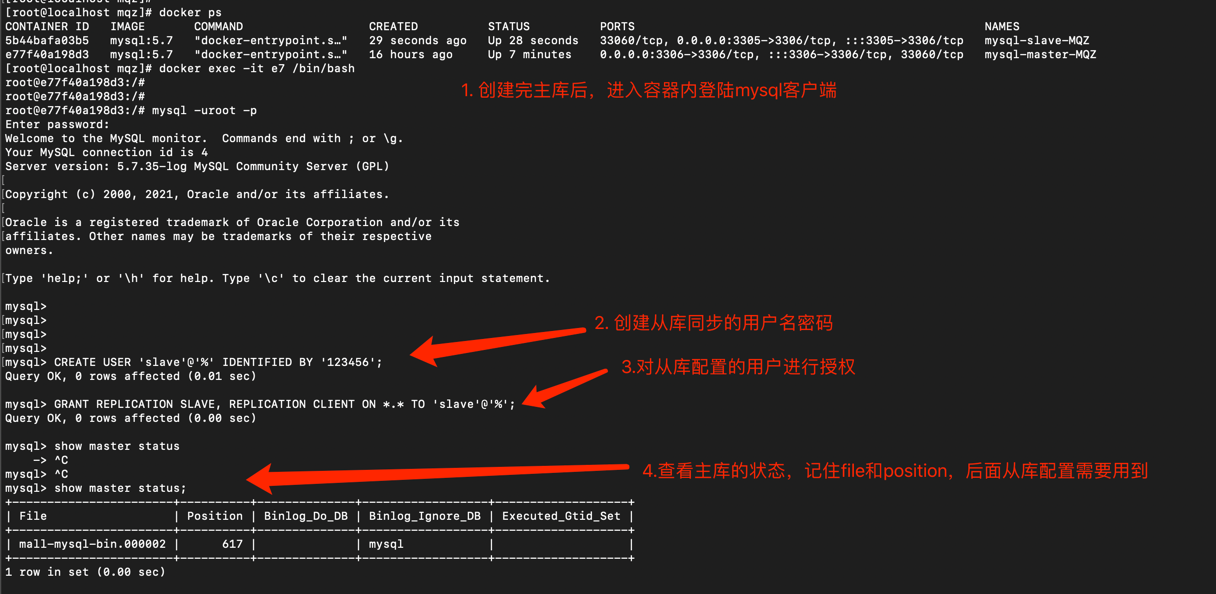 [root@localhost mqz]#
[root@localhost mqz]# docker ps
CONTAINER ID   IMAGE       COMMAND                  CREATED          STATUS          PORTS                                                  NAMES
5b44bafa03b5   mysql:5.7   "docker-entrypoint.s…"   29 seconds ago   Up 28 seconds   33060/tcp, 0.0.0.0:3305->3306/tcp, :::3305->3306/tcp   mysql-slave-MQZ
e77f40a198d3   mysql:5.7   "docker-entrypoint.s…"   16 hours ago     Up 7 minutes    0.0.0.0:3306->3306/tcp, :::3306->3306/tcp, 33060/tcp   mysql-master-MQZ
[root@localhost mqz]# docker exec -it e7 /bin/bash
root@e77f40a198d3:/#
1. 创建完主库后，进入容器内登陆mysql客户端
root@e77f40a198d3:/#
root@e77f40a198d3:/# mysql -uroot -p
Enter password:
Welcome to the MySQL monitor.  Commands end with ; or \g.
Your MySQL connection id is 4
Server version: 5.7.35-log MySQL Community Server (GPL)
[
[Copyright (c) 2000, 2021, Oracle and/or its affiliates.
[
[Oracle is a registered trademark of Oracle Corporation and/or its
[affiliates. Other names may be trademarks of their respective
owners.
[Type 'help;' or '\h' for help. Type '\c' to clear the current input statement.
mysql>
[mysql>
[mysql>
2. 创建从库同步的用户名密码
[mysql>
[mysql> CREATE USER 'slave'@'%' IDENTIFIED BY '123456';
3.对从库配置的用户进行授权
Query OK, 0 rows affected (0.01 sec)
mysql> GRANT REPLICATION SLAVE, REPLICATION CLIENT ON *.* TO 'slave'@'%';
Query OK, 0 rows affected (0.00 sec)
mysql> show master status
    -> ^C
mysql> ^C
4.查看主库的状态，记住file和position，后面从库配置需要用到
mysql> show master status;
+-----------------------+----------+--------------+------------------+-------------------+
| File                  | Position | Binlog_Do_DB | Binlog_Ignore_DB | Executed_Gtid_Set |
+-----------------------+----------+--------------+------------------+-------------------+
| mall-mysql-bin.000002 |      617 |              | mysql            |                   |
+-----------------------+----------+--------------+------------------+-------------------+
1 row in set (0.00 sec)